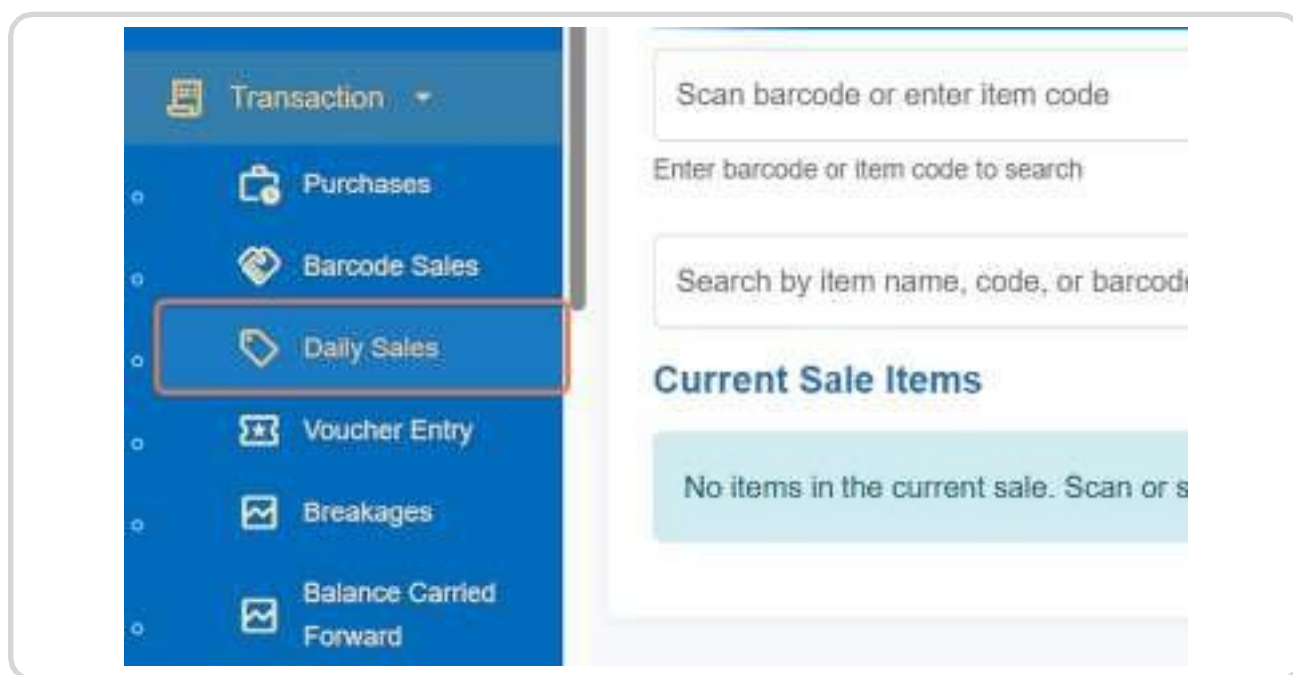 Transaction
Purchases
Barcode Sales
Daily Sales
Voucher Entry
Breakages
Balance Carried
Forward
Scan barcode or enter item code
Enter barcode or item code to search
Search by item name, code, or barcode
Current Sale Items
No items in the current sale. Scan or s